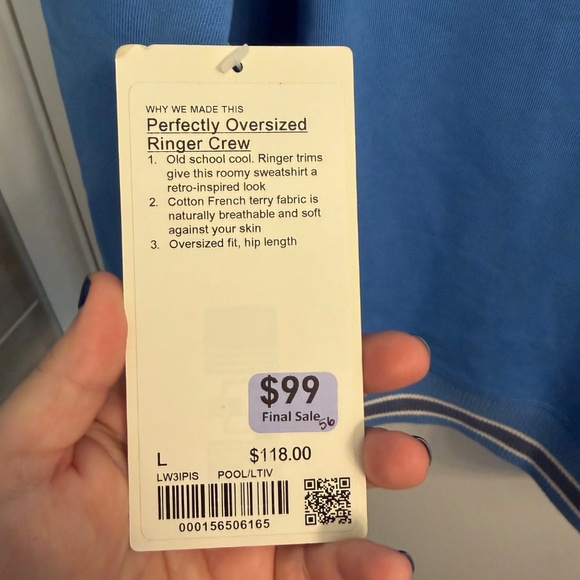 WHY WE MADE THIS
Perfectly Oversized
Ringer Crew
1. Old school cool. Ringer trims
give this roomy sweatshirt a
retro-inspired look
2. Cotton French terry fabric is
naturally breathable and soft
against your skin
3. Oversized fit, hip length
$99
Final Sale
56
L $118.00
LW3IPIS POOL/LTIV
000156506165